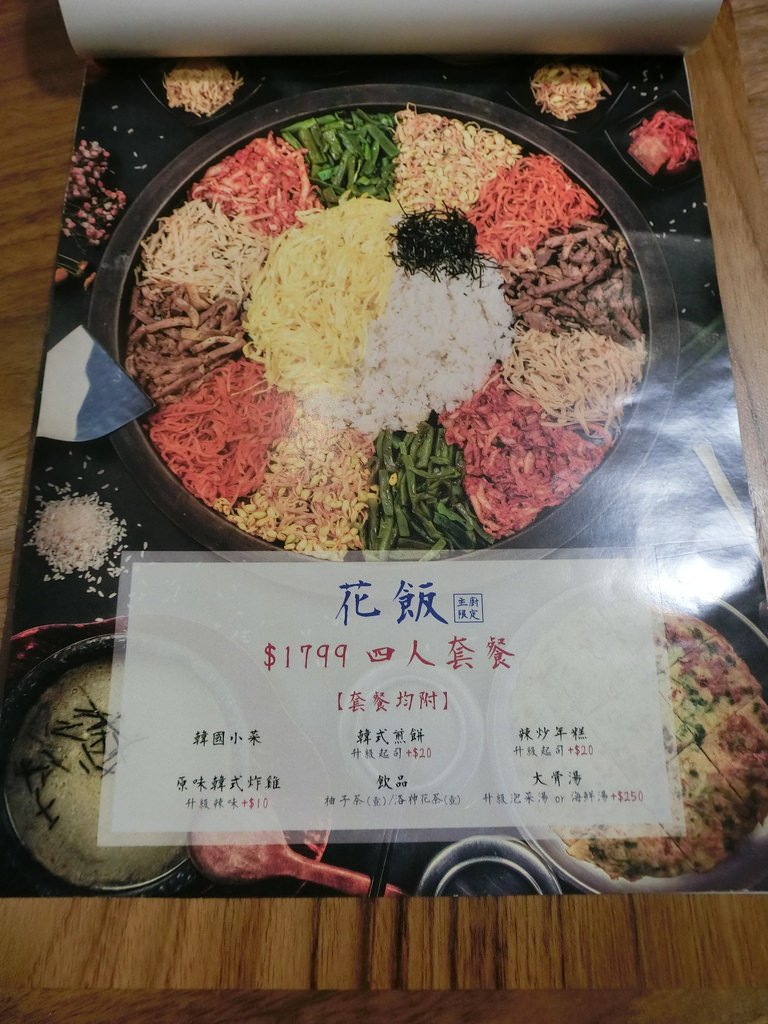 花飯 主廚限定
$1799 四人套餐
【套餐均附】
韓國小菜 韓式煎餅 辣炒年糕
升級起司+$20 升級起司+$20
原味韓式炸雞 飲品 大骨湯
升級辣味+$10 柚子茶(壺)/洛神花茶(壺) 升級泡菜湯 or 海鮮湯+$250